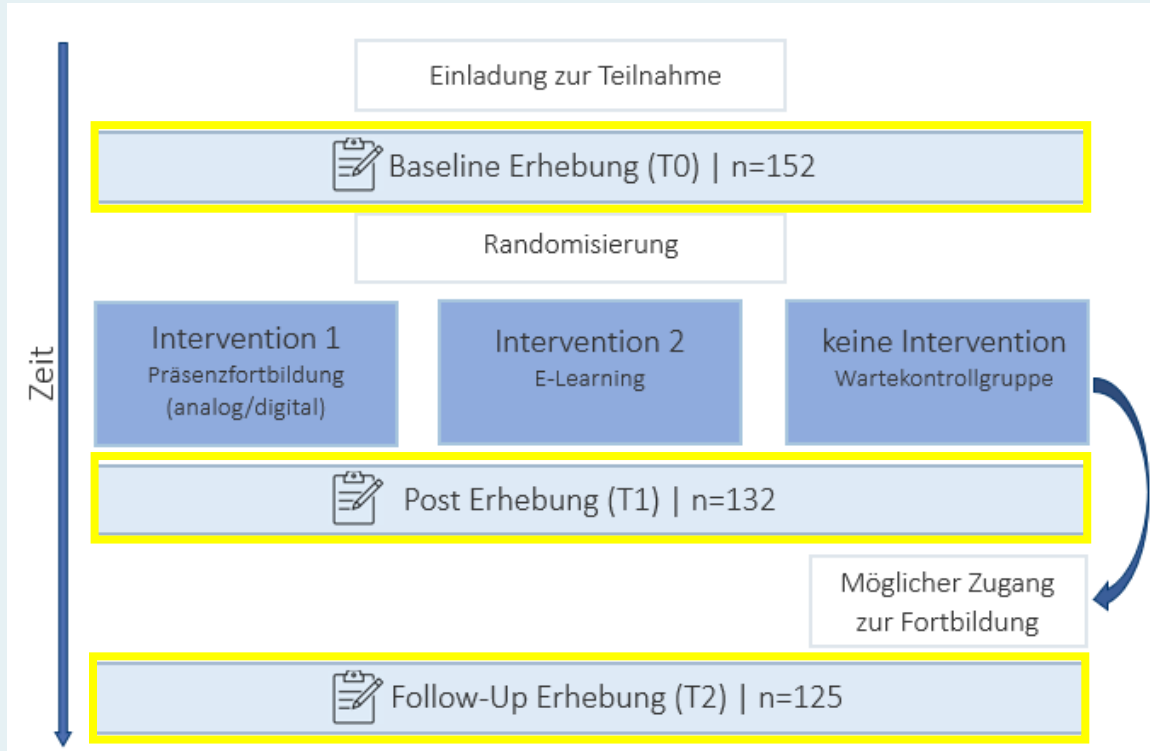 Einladung zur Teilnahme
Baseline Erhebung (T0) | n=152
Randomisierung
Zeit
Intervention 1
Präsenzfortbildung
(analog/digital)
Intervention 2
E-Learning
keine Intervention
Wartekontrollgruppe
Post Erhebung (T1) | n=132
Möglicher Zugang
zur Fortbildung
Follow-Up Erhebung (T2) | n=125